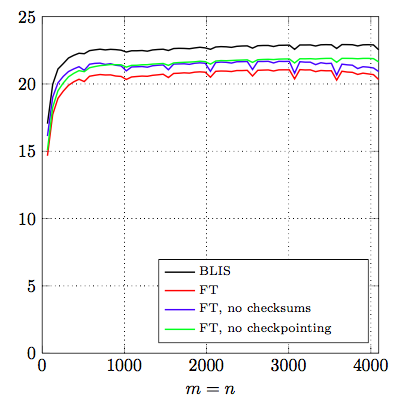 25
20
15
10
5
0
0 1000 2000 3000 4000
m = n
BLIS
FT
FT, no checksums
FT, no checkpointing